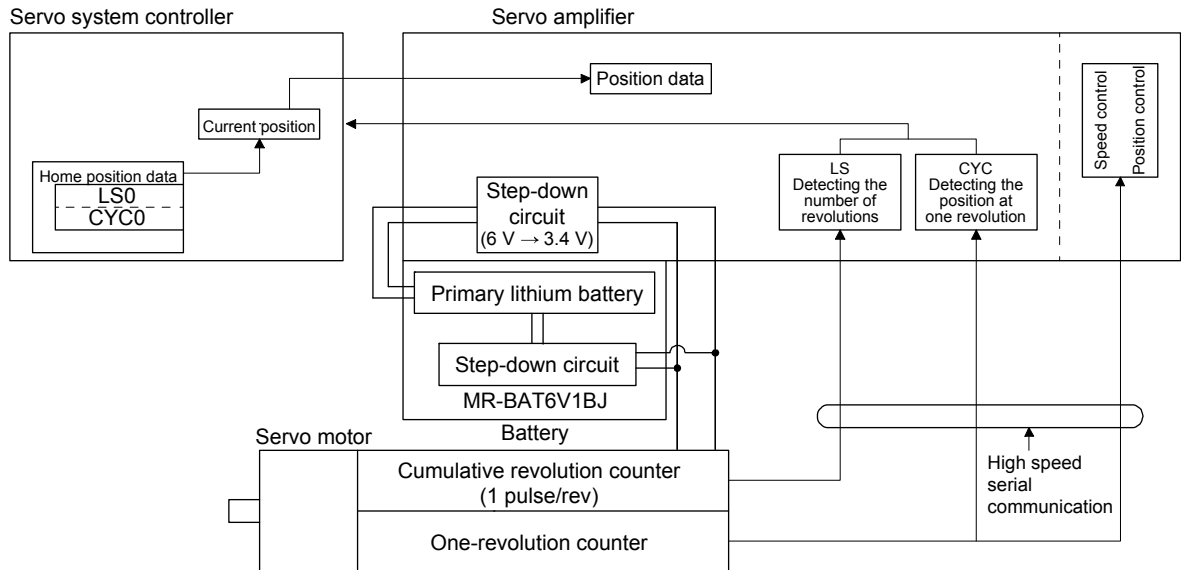 Servo system controller
Servo amplifier
Position data
Current position
Home position data
LS0
CYC0
Step-down
circuit
(6 V → 3.4 V)
LS
Detecting the
number of
revolutions
CYC
Detecting the
position at
one revolution
Speed control
Position control
Primary lithium battery
Step-down circuit
MR-BAT6V1BJ
Battery
Servo motor
Cumulative revolution counter
(1 pulse/rev)
One-revolution counter
High speed
serial
communication